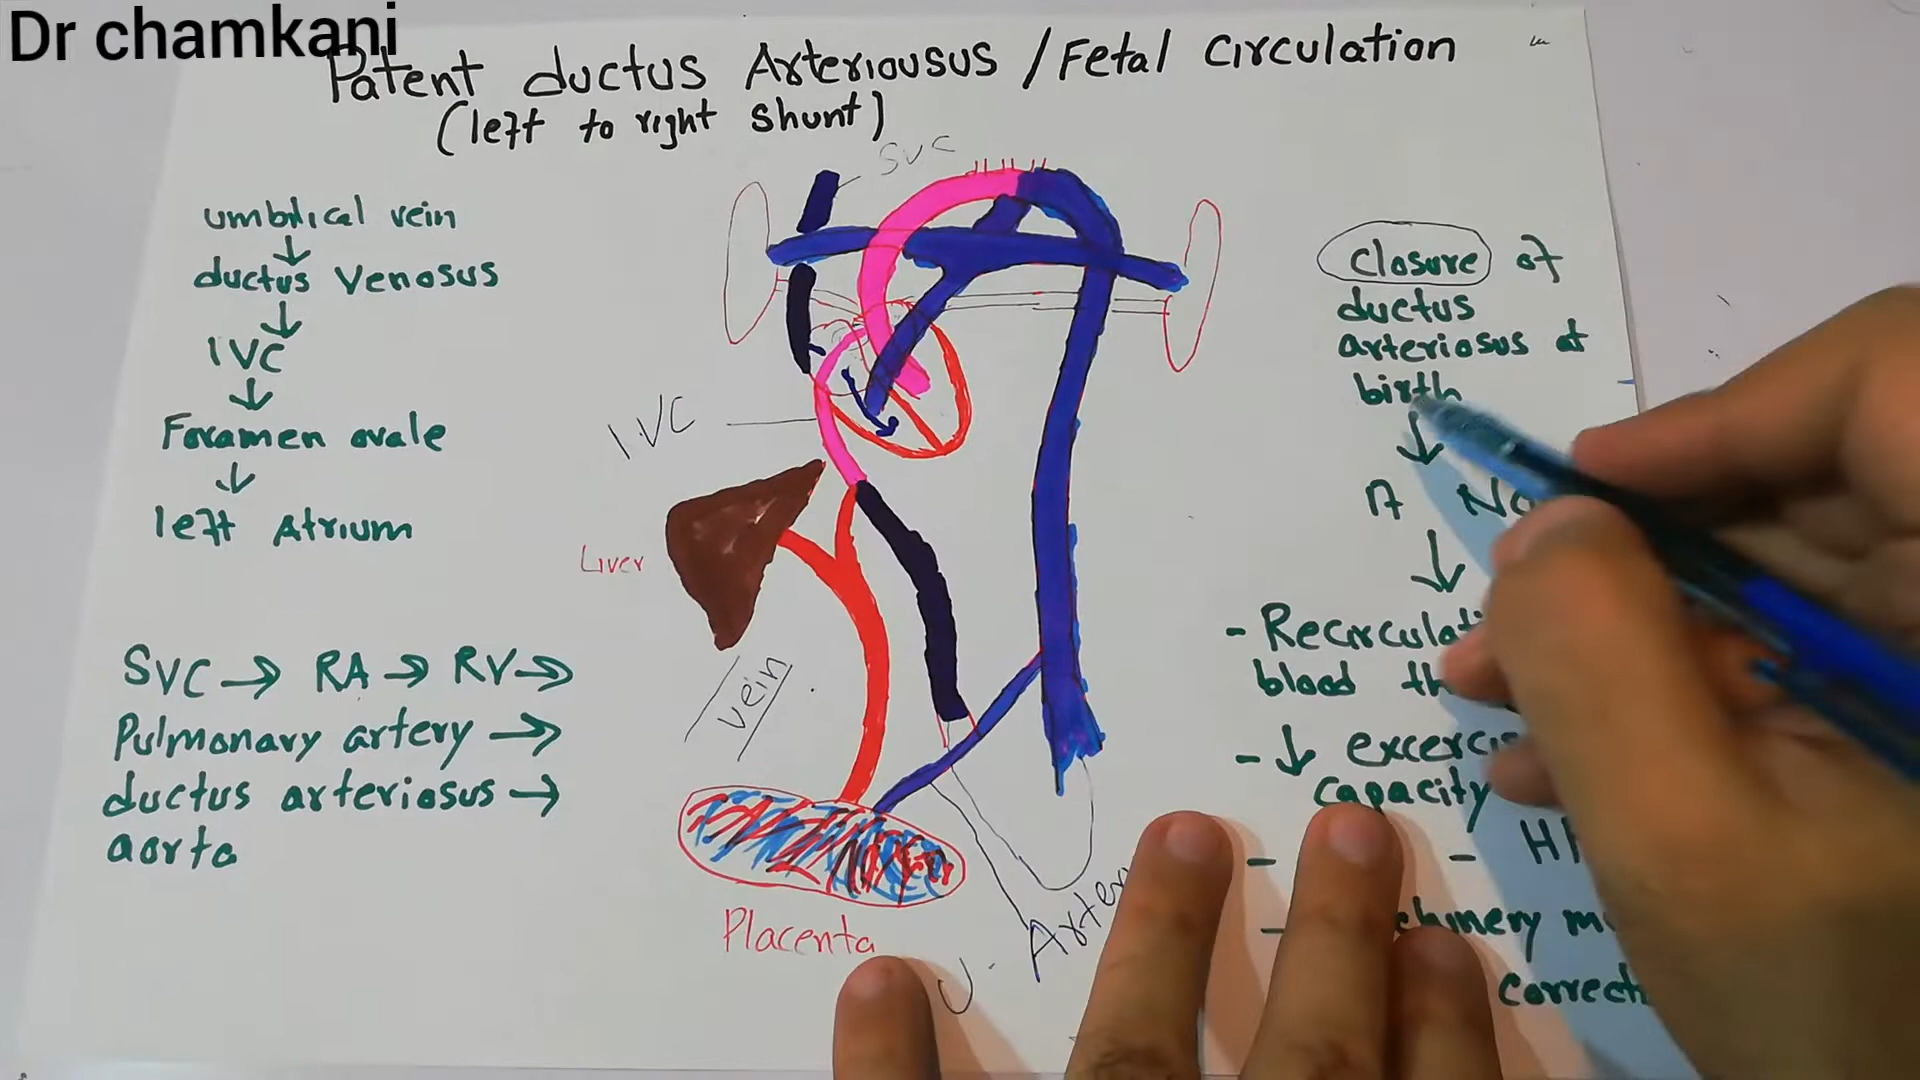 Dr chamkani
Patent ductus Arteriousus / Fetal Circulation
(left to right shunt)
SVC
umbilical vein
↓
ductus Venosus
↓
IVC
↓
Foramen ovale
↓
left Atrium
SVC → RA → RV →
Pulmonary artery →
ductus arteriosus →
aorta
IVC
Liver
vein
Placenta
U.
closure of
ductus
arteriosus at
birth
↓
↓
-
blood
- ↓
capacity
- -